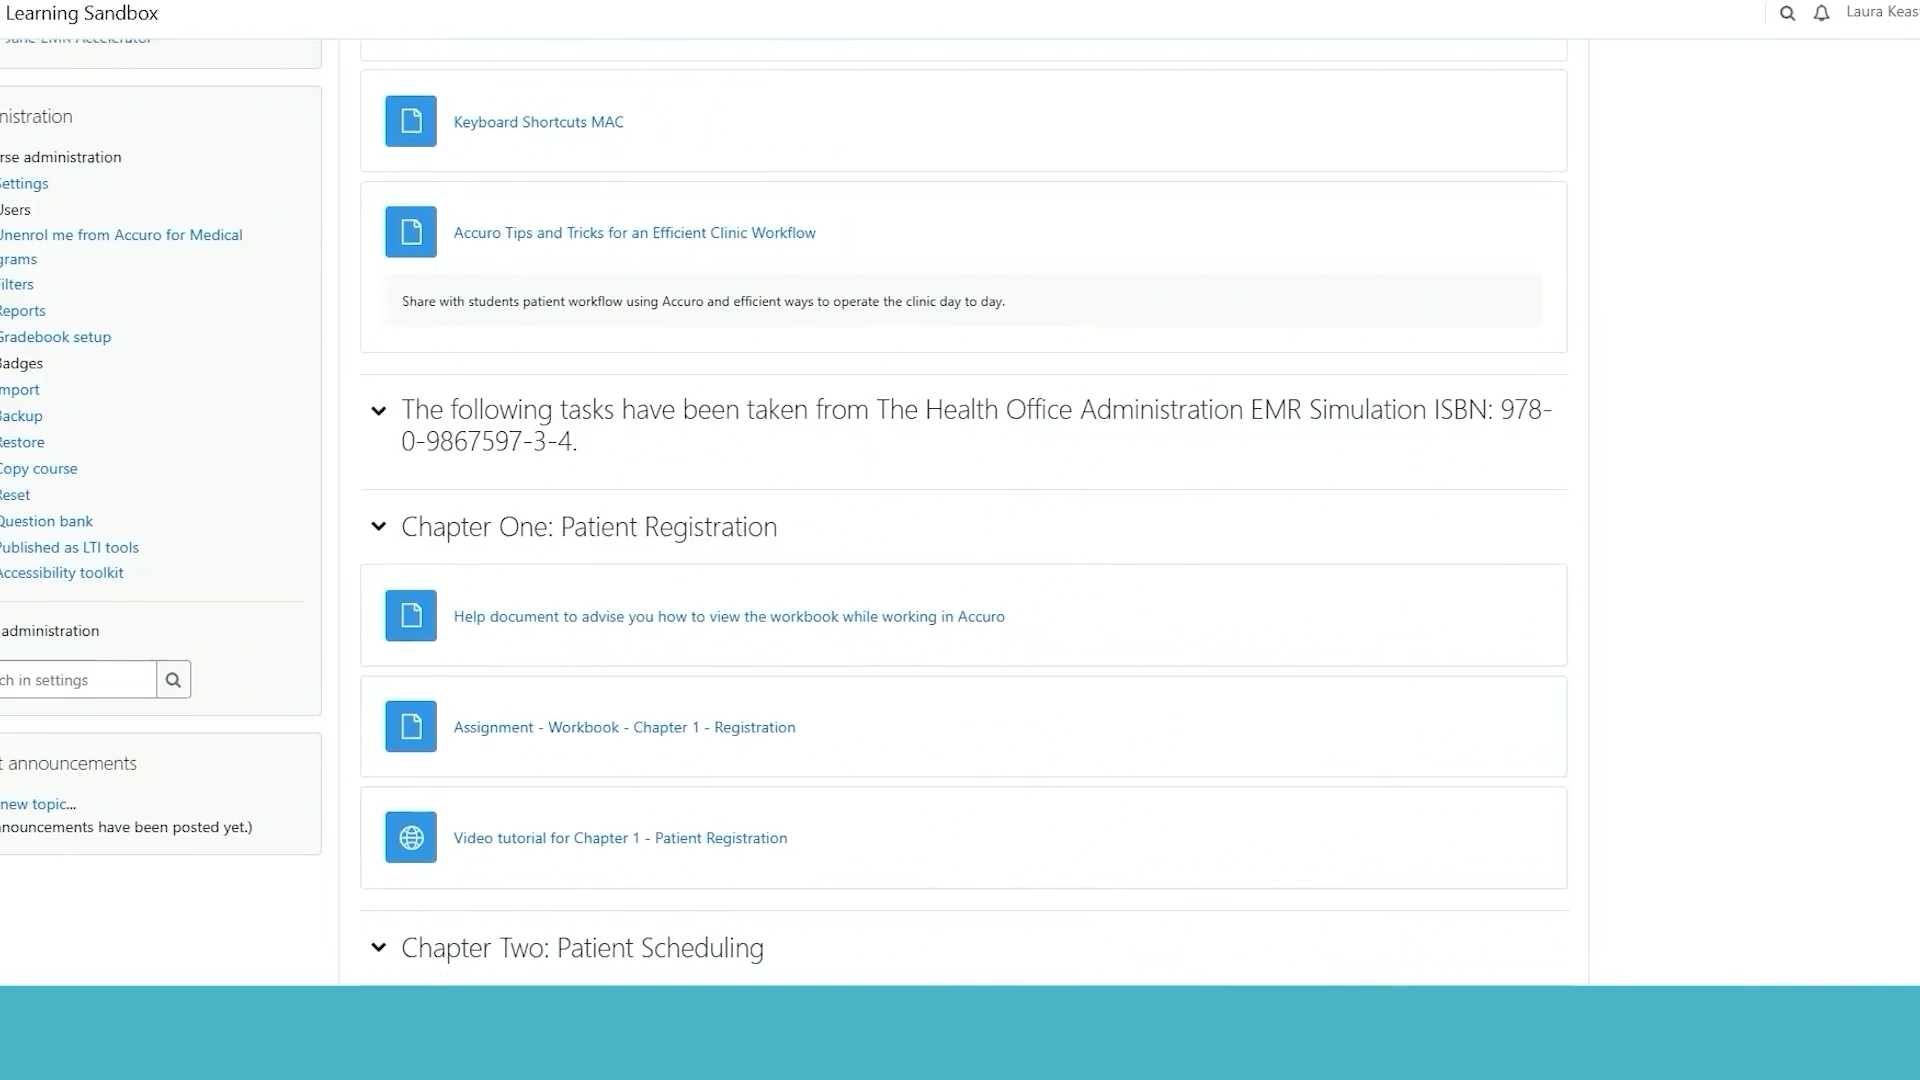 Learning Sandbox
Laura Keas
June EMR Accelerator
nistration
rse administration
Settings
Users
Unenrol me from Accuro for Medical
grams
Filters
Reports
Gradebook setup
Badges
Import
Backup
Restore
Copy course
Reset
Question bank
Published as LTI tools
Accessibility toolkit
administration
ch in settings
t announcements
new topic...
nouncements have been posted yet.)
Keyboard Shortcuts MAC
Accuro Tips and Tricks for an Efficient Clinic Workflow
Share with students patient workflow using Accuro and efficient ways to operate the clinic day to day.
The following tasks have been taken from The Health Office Administration EMR Simulation ISBN: 978-
0-9867597-3-4.
Chapter One: Patient Registration
Help document to advise you how to view the workbook while working in Accuro
Assignment - Workbook - Chapter 1 - Registration
Video tutorial for Chapter 1 - Patient Registration
Chapter Two: Patient Scheduling